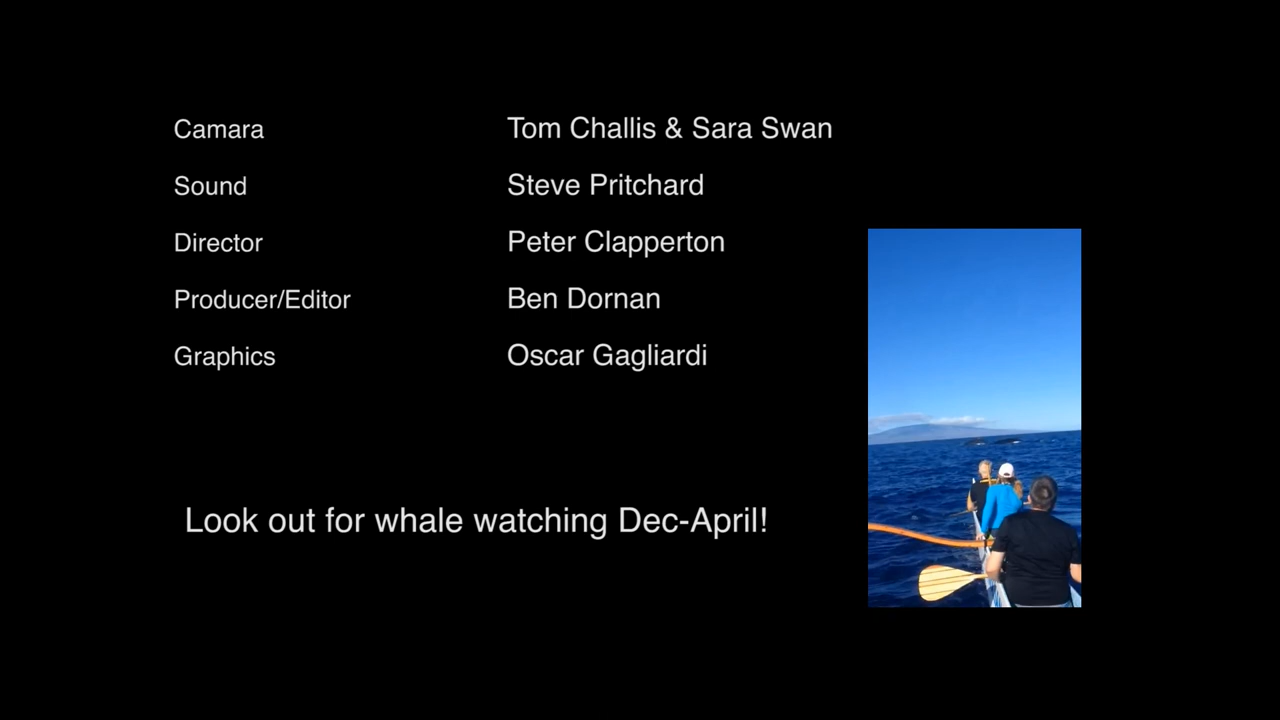 Camara Tom Challis & Sara Swan
Sound Steve Pritchard
Director Peter Clapperton
Producer/Editor Ben Dornan
Graphics Oscar Gagliardi
Look out for whale watching Dec-April!